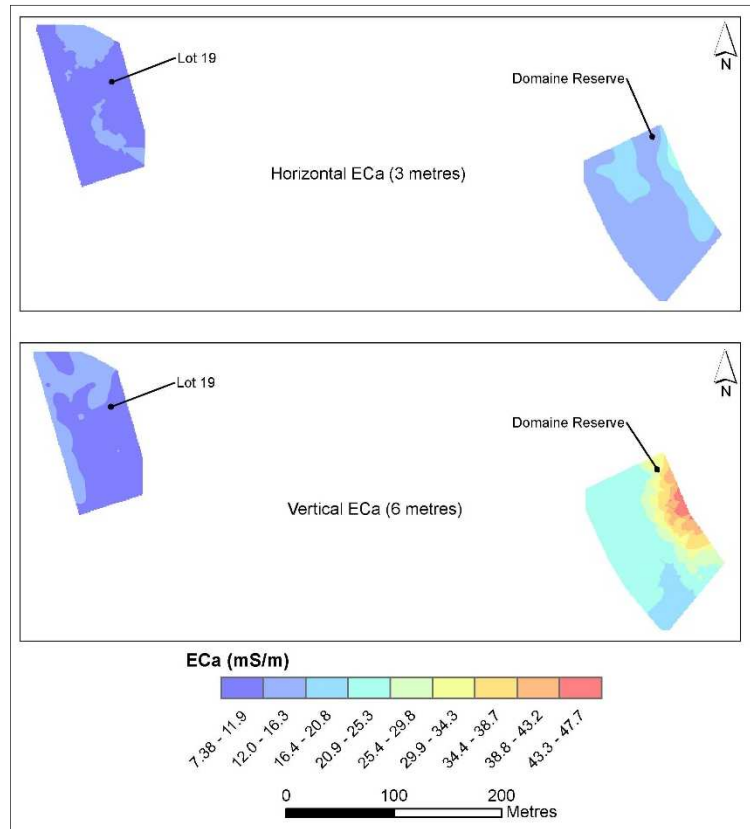 Lot 19
N
Domaine Reserve
Horizontal ECa (3 metres)
Lot 19
N
Domaine Reserve
Vertical ECa (6 metres)
ECa (mS/m)
7.38 - 11.9
12.0 - 16.3
16.4 - 20.8
20.9 - 25.3
25.4 - 29.8
29.9 - 34.3
34.4 - 38.7
38.8 - 43.2
43.3 - 47.7
0 100 200
Metres